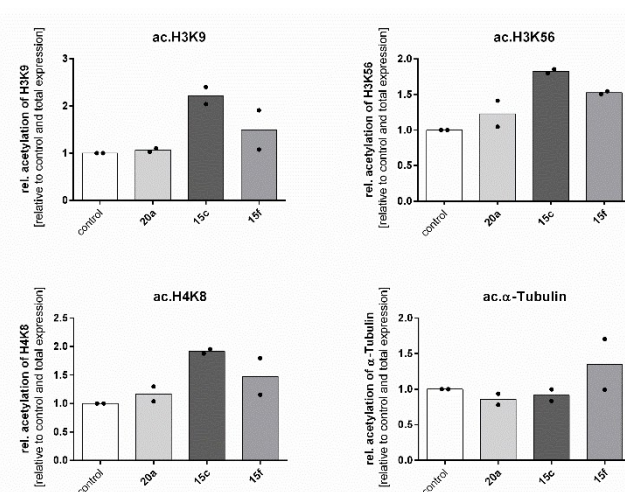 ac.H3K9
rel. acetylation of H3K9
[relative to control and total expression]
3
2
1
0
control
20a
15c
15f
ac.H3K56
rel. acetylation of H3K56
[relative to control and total expression]
2.0
1.5
1.0
0.5
0.0
control
20a
15c
15f
ac.H4K8
rel. acetylation of H4K8
[relative to control and total expression]
2.5
2.0
1.5
1.0
0.5
0.0
control
20a
15c
15f
ac.α-Tubulin
rel. acetylation of α-Tubulin
[relative to control and total expression]
2.0
1.5
1.0
0.5
0.0
control
20a
15c
15f